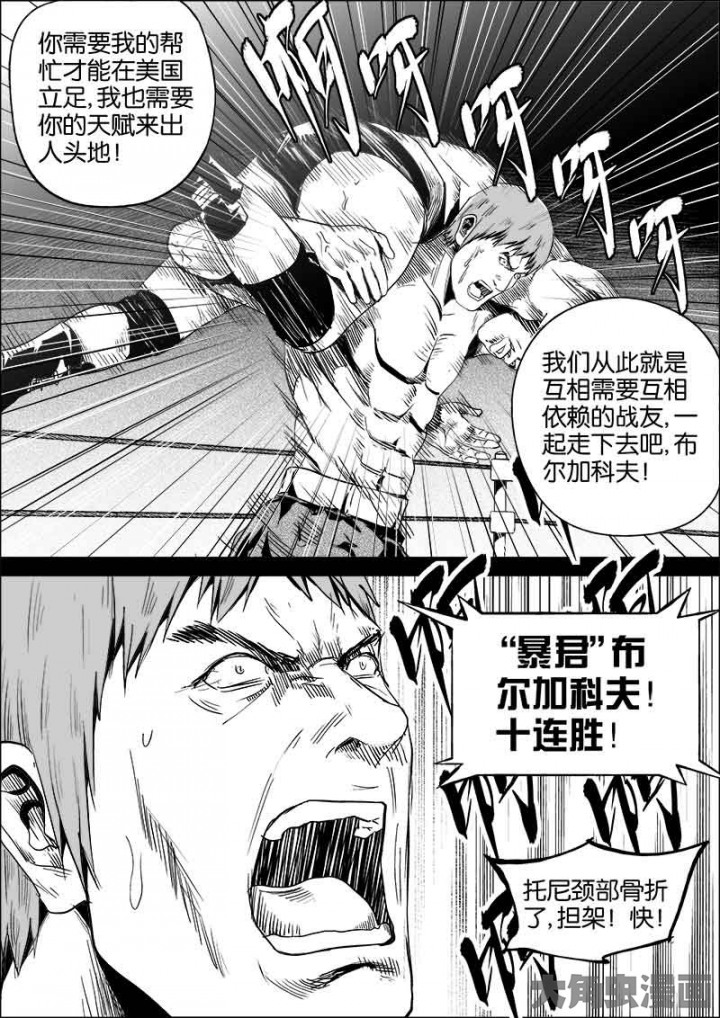 你需要我的帮
忙才能在美国
立足,我也需要
你的天赋来出
人头地!
啊呀呀呀呀
我们从此就是
互相需要互相
依赖的战友,一
起走下去吧,布
尔加科夫!
“暴君”布
尔加科夫!
十连胜!
托尼颈部骨折
了,担架!快!
大角虫漫画